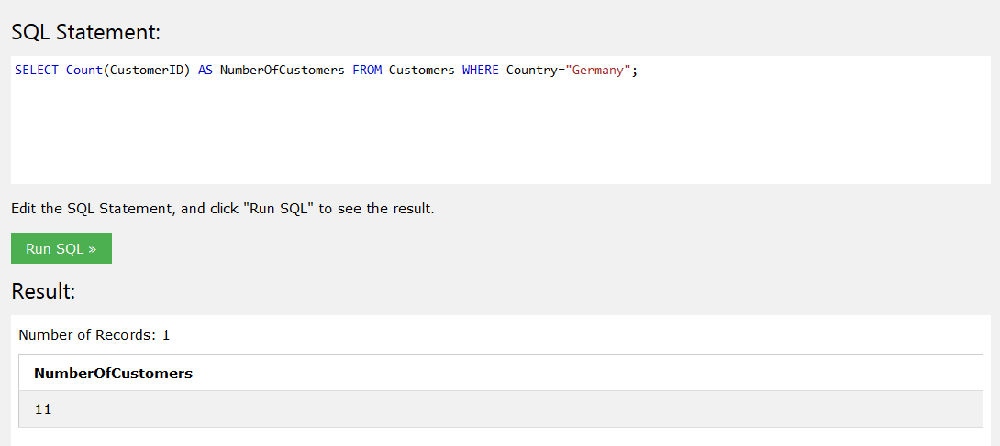 SQL Statement:
SELECT Count(CustomerID) AS NumberOfCustomers FROM Customers WHERE Country="Germany";
Edit the SQL Statement, and click "Run SQL" to see the result.
Run SQL »
Result:
Number of Records: 1
NumberOfCustomers
11